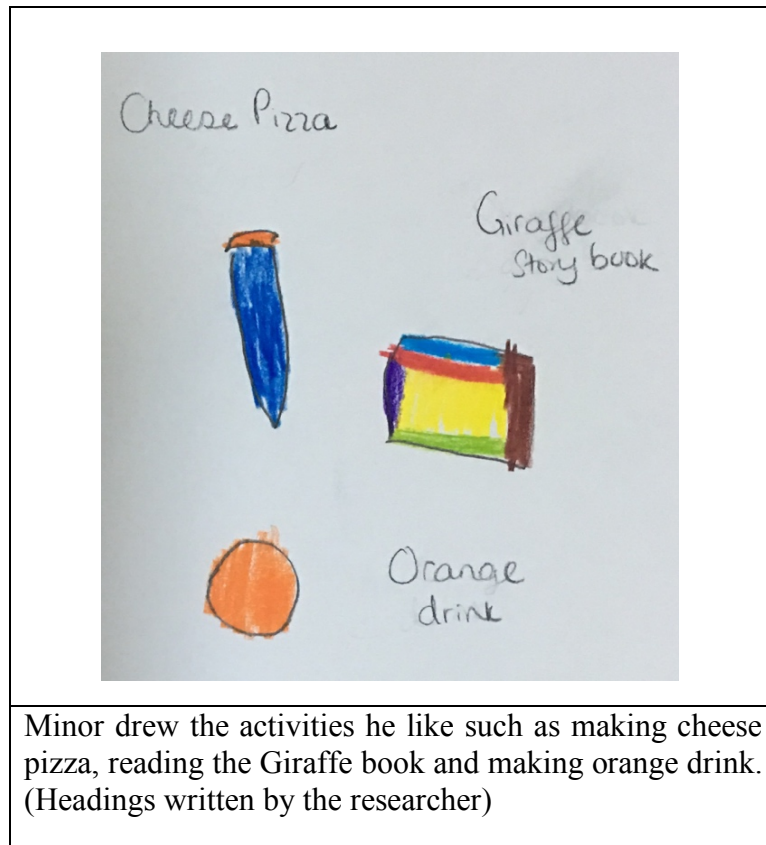 Cheese Pizza
Giraffe
Story book
Orange
drink
Minor drew the activities he like such as making cheese
pizza, reading the Giraffe book and making orange drink.
(Headings written by the researcher)